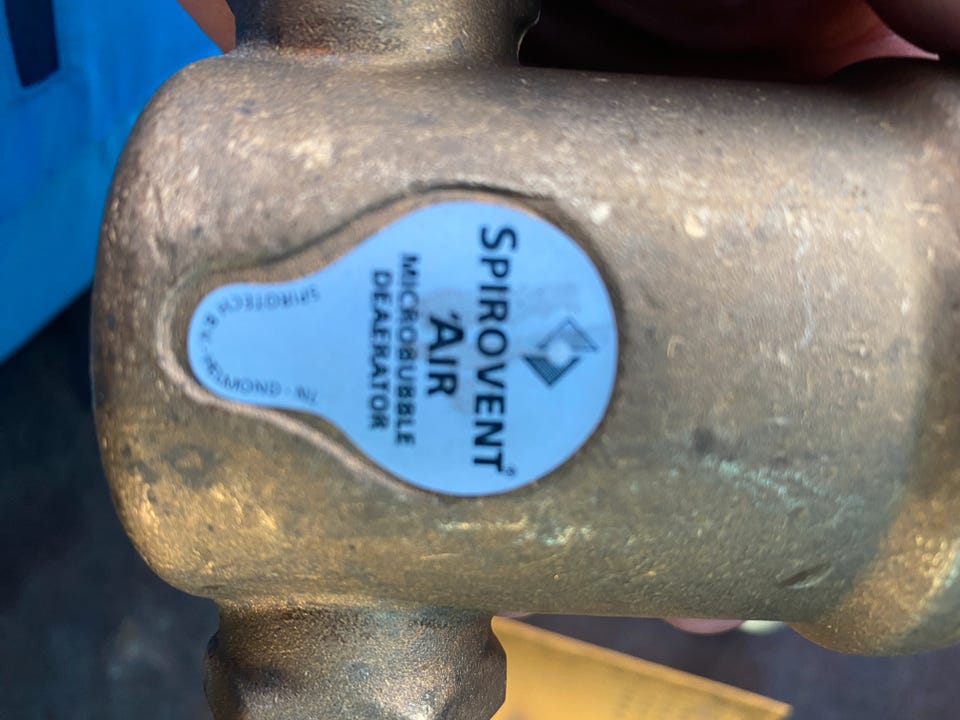 SPIROVENT®
'AIR
MICROBUBBLE
DEAERATOR
SPIROTECH B.V.-HELMOND-NL